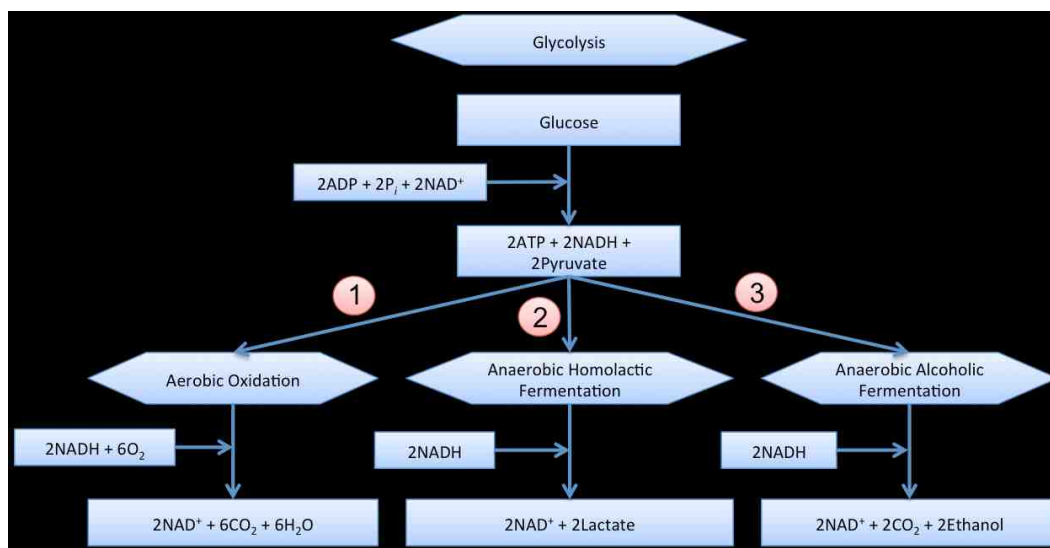 Glycolysis
Glucose
2ADP + 2Pᵢ + 2NAD⁺
2ATP + 2NADH +
2Pyruvate
1
2
3
Aerobic Oxidation
Anaerobic Homolactic
Fermentation
Anaerobic Alcoholic
Fermentation
2NADH + 6O₂
2NADH
2NADH
2NAD⁺ + 6CO₂ + 6H₂O
2NAD⁺ + 2Lactate
2NAD⁺ + 2CO₂ + 2Ethanol